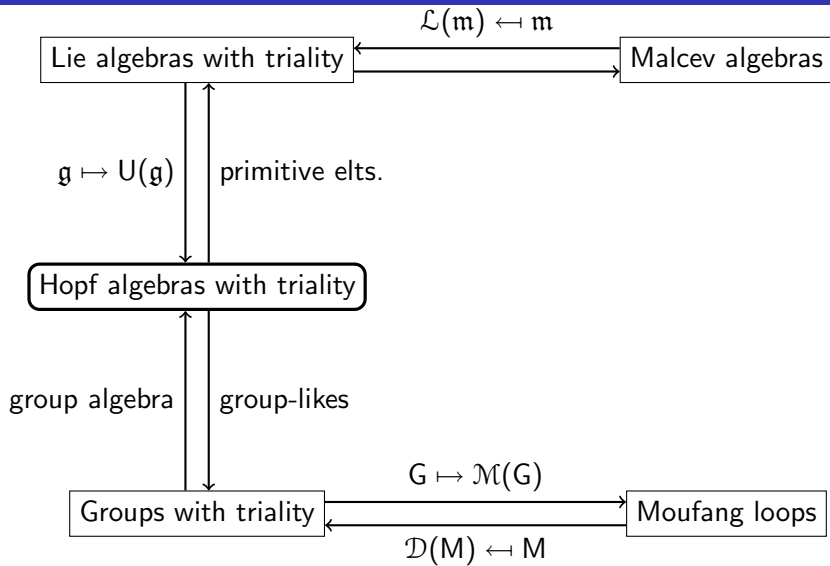 ℒ(𝔪) ↤ 𝔪
Lie algebras with triality
Malcev algebras
𝔤 ↦ U(𝔤)
primitive elts.
Hopf algebras with triality
group algebra
group-likes
G ↦ ℳ(G)
Groups with triality
Moufang loops
𝒟(M) ↤ M